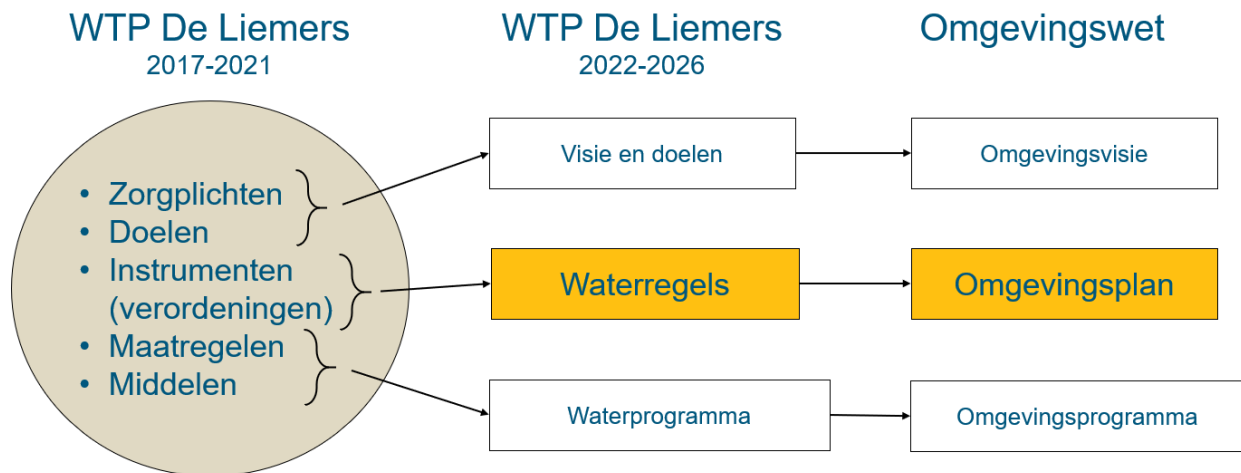 WTP De Liemers
2017-2021
WTP De Liemers
2022-2026
Omgevingswet
• Zorgplichten
• Doelen
• Instrumenten
(verordeningen)
• Maatregelen
• Middelen
Visie en doelen
Omgevingsvisie
Waterregels
Omgevingsplan
Waterprogramma
Omgevingsprogramma